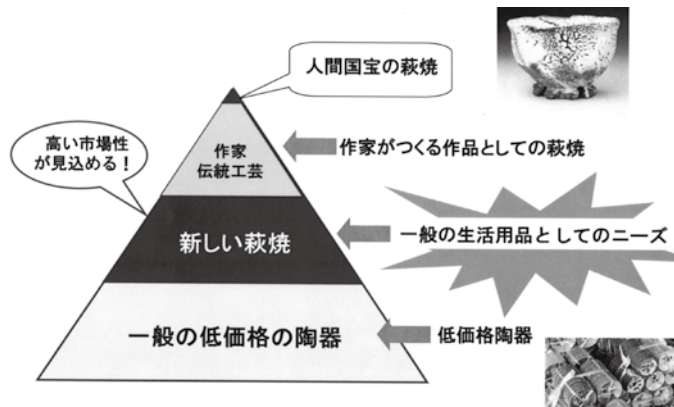 人間国宝の萩焼
高い市場性
が見込める！
作家
伝統工芸
作家がつくる作品としての萩焼
新しい萩焼
一般の生活用品としてのニーズ
一般の低価格の陶器
低価格陶器